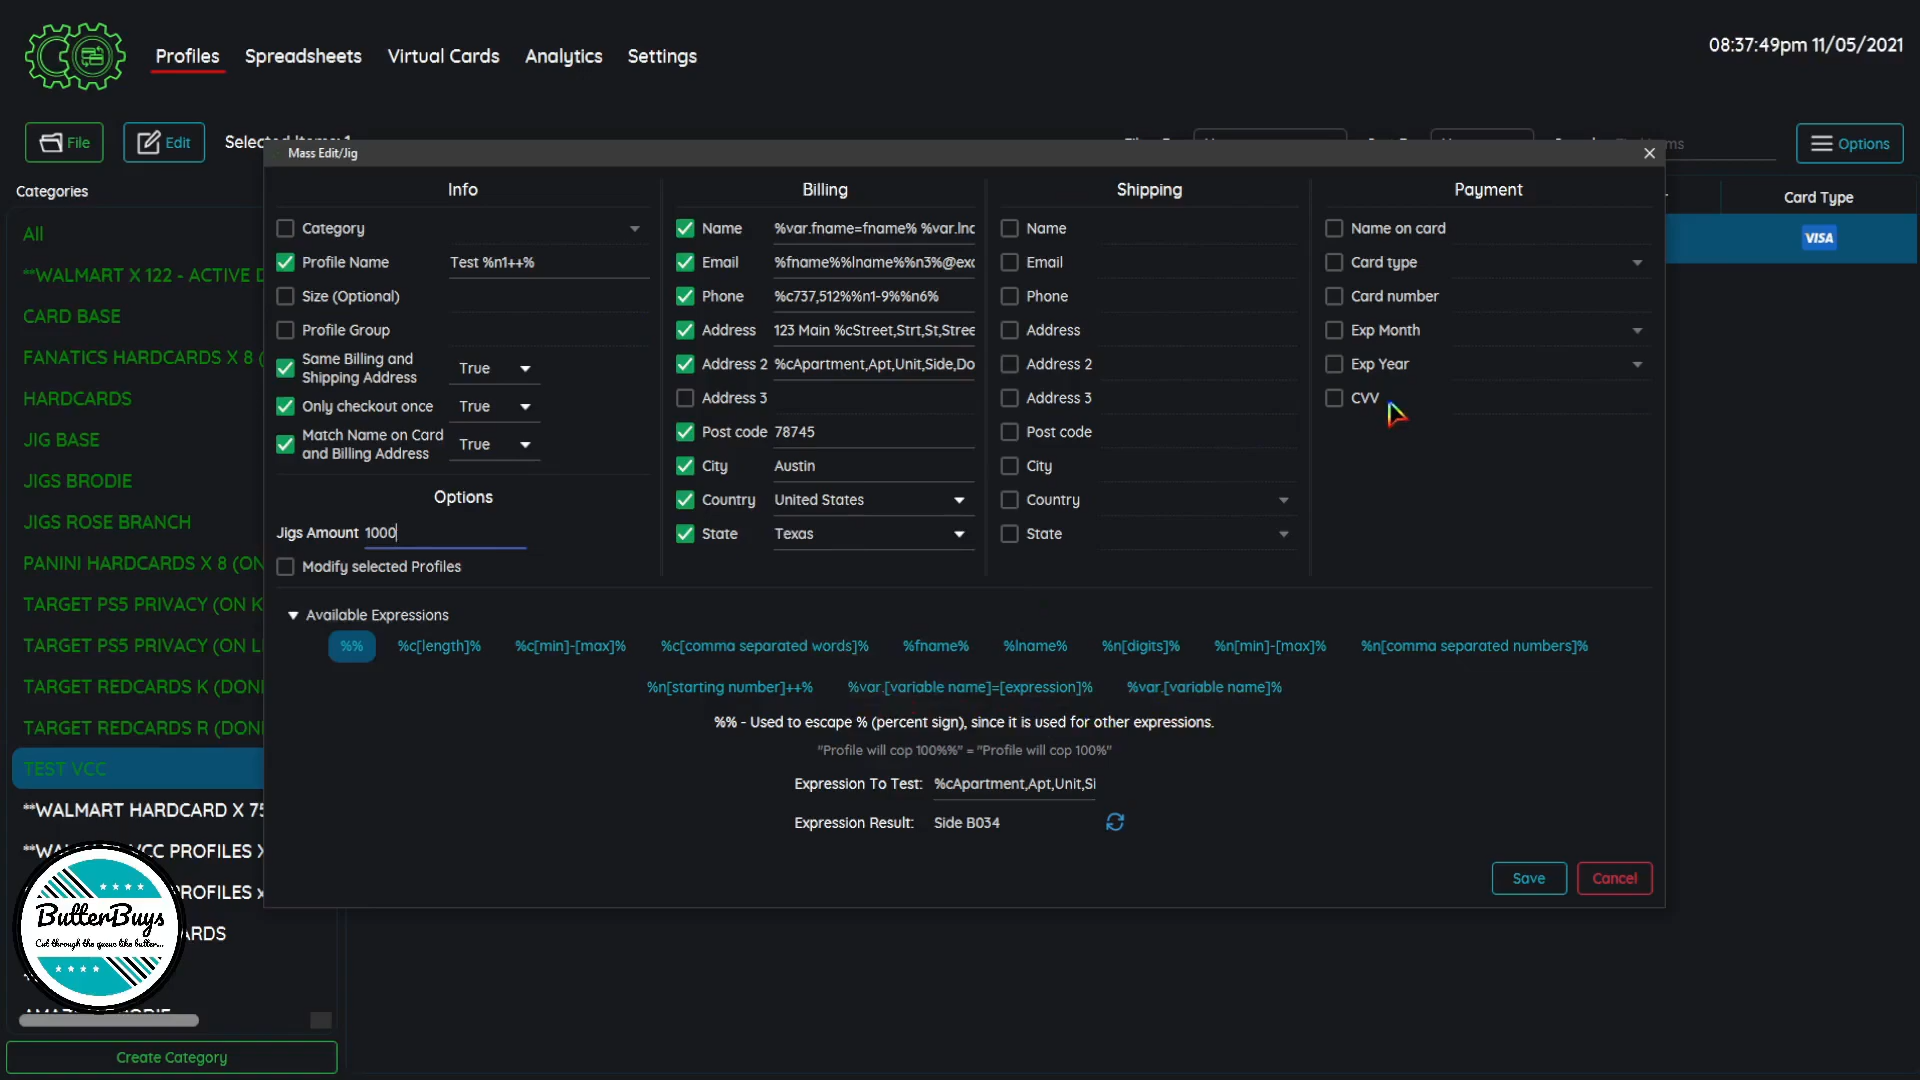 Profiles Spreadsheets Virtual Cards Analytics Settings
08:37:49pm 11/05/2021
File Edit
Options
Mass Edit/Jig
Categories
Card Type
VISA
All
**WALMART X 122 - ACTIVE D
CARD BASE
FANATICS HARDCARDS X 8 (
HARDCARDS
JIG BASE
JIGS BRODIE
JIGS ROSE BRANCH
PANINI HARDCARDS X 8 (ON
TARGET PS5 PRIVACY (ON K
TARGET PS5 PRIVACY (ON L
TARGET REDCARDS K (DON
TARGET REDCARDS R (DON
TEST VCC
**WALMART HARDCARD X 75
VCC PROFILES X
PROFILES x
ARDS
Create Category
ButterBuys
Cut through the queue like butter...
Info
Category
Profile Name Test %n1++%
Size (Optional)
Profile Group
Same Billing and
Shipping Address True
Only checkout once True
Match Name on Card
and Billing Address True
Options
Jigs Amount 1000
Modify selected Profiles
Billing
Name %var.fname=fname% %var.lnc
Email %fname%%lname%%n3%@exc
Phone %c737,512%%n1-9%%n6%
Address 123 Main %cStreet,Strt,St,Stree
Address 2 %cApartment,Apt,Unit,Side,Do
Address 3
Post code 78745
City Austin
Country United States
State Texas
Shipping
Name
Email
Phone
Address
Address 2
Address 3
Post code
City
Country
State
Payment
Name on card
Card type
Card number
Exp Month
Exp Year
CVV
Available Expressions
%% %c[length]% %c[min]-[max]% %c[comma separated words]% %fname% %lname% %n[digits]% %n[min]-[max]% %n[comma separated numbers]%
%n[starting number]++% %var.[variable name]=[expression]% %var.[variable name]%
%% - Used to escape % (percent sign), since it is used for other expressions.
"Profile will cop 100%%" = "Profile will cop 100%"
Expression To Test: %cApartment,Apt,Unit,Si
Expression Result: Side B034
Save Cancel